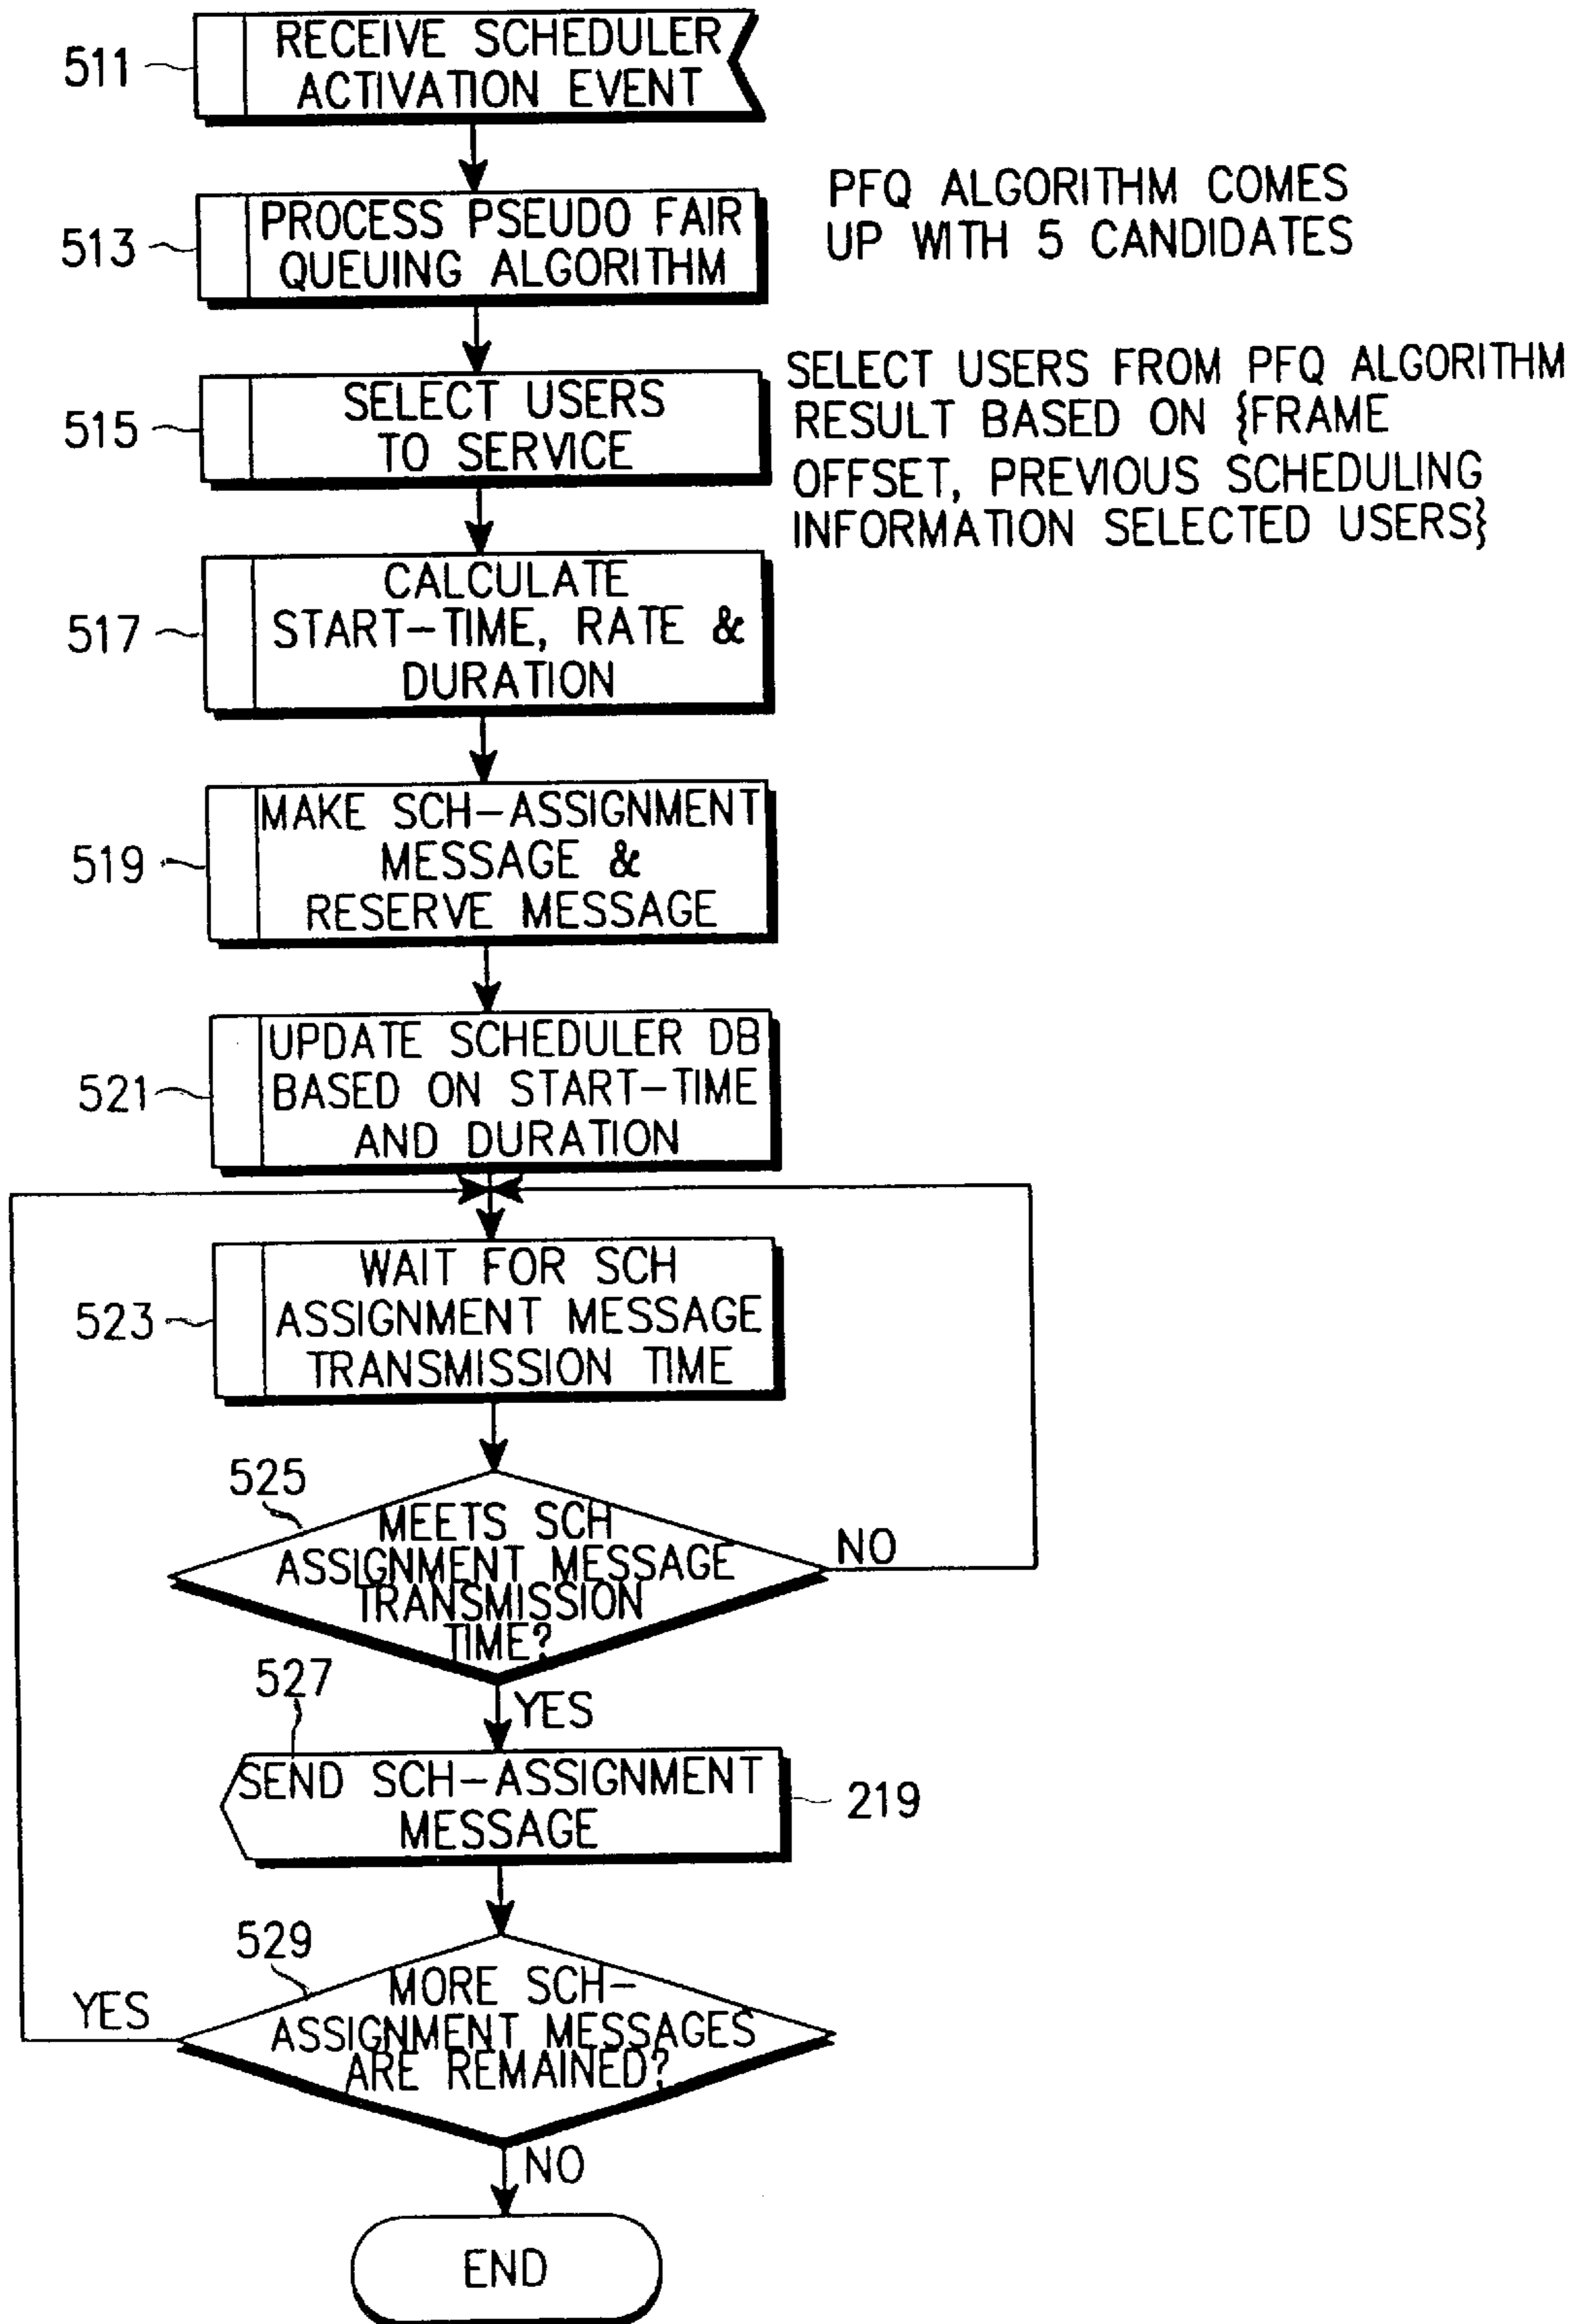 511
RECEIVE SCHEDULER
ACTIVATION EVENT
513
PROCESS PSEUDO FAIR
QUEUING ALGORITHM
PFQ ALGORITHM COMES
UP WITH 5 CANDIDATES
515
SELECT USERS
TO SERVICE
SELECT USERS FROM PFQ ALGORITHM
RESULT BASED ON {FRAME
OFFSET, PREVIOUS SCHEDULING
INFORMATION SELECTED USERS}
517
CALCULATE
START-TIME, RATE &
DURATION
519
MAKE SCH-ASSIGNMENT
MESSAGE &
RESERVE MESSAGE
521
UPDATE SCHEDULER DB
BASED ON START-TIME
AND DURATION
523
WAIT FOR SCH
ASSIGNMENT MESSAGE
TRANSMISSION TIME
525
MEETS SCH
ASSIGNMENT MESSAGE
TRANSMISSION
TIME?
NO
YES
527
SEND SCH-ASSIGNMENT
MESSAGE
219
529
MORE SCH-
ASSIGNMENT MESSAGES
ARE REMAINED?
YES
NO
END